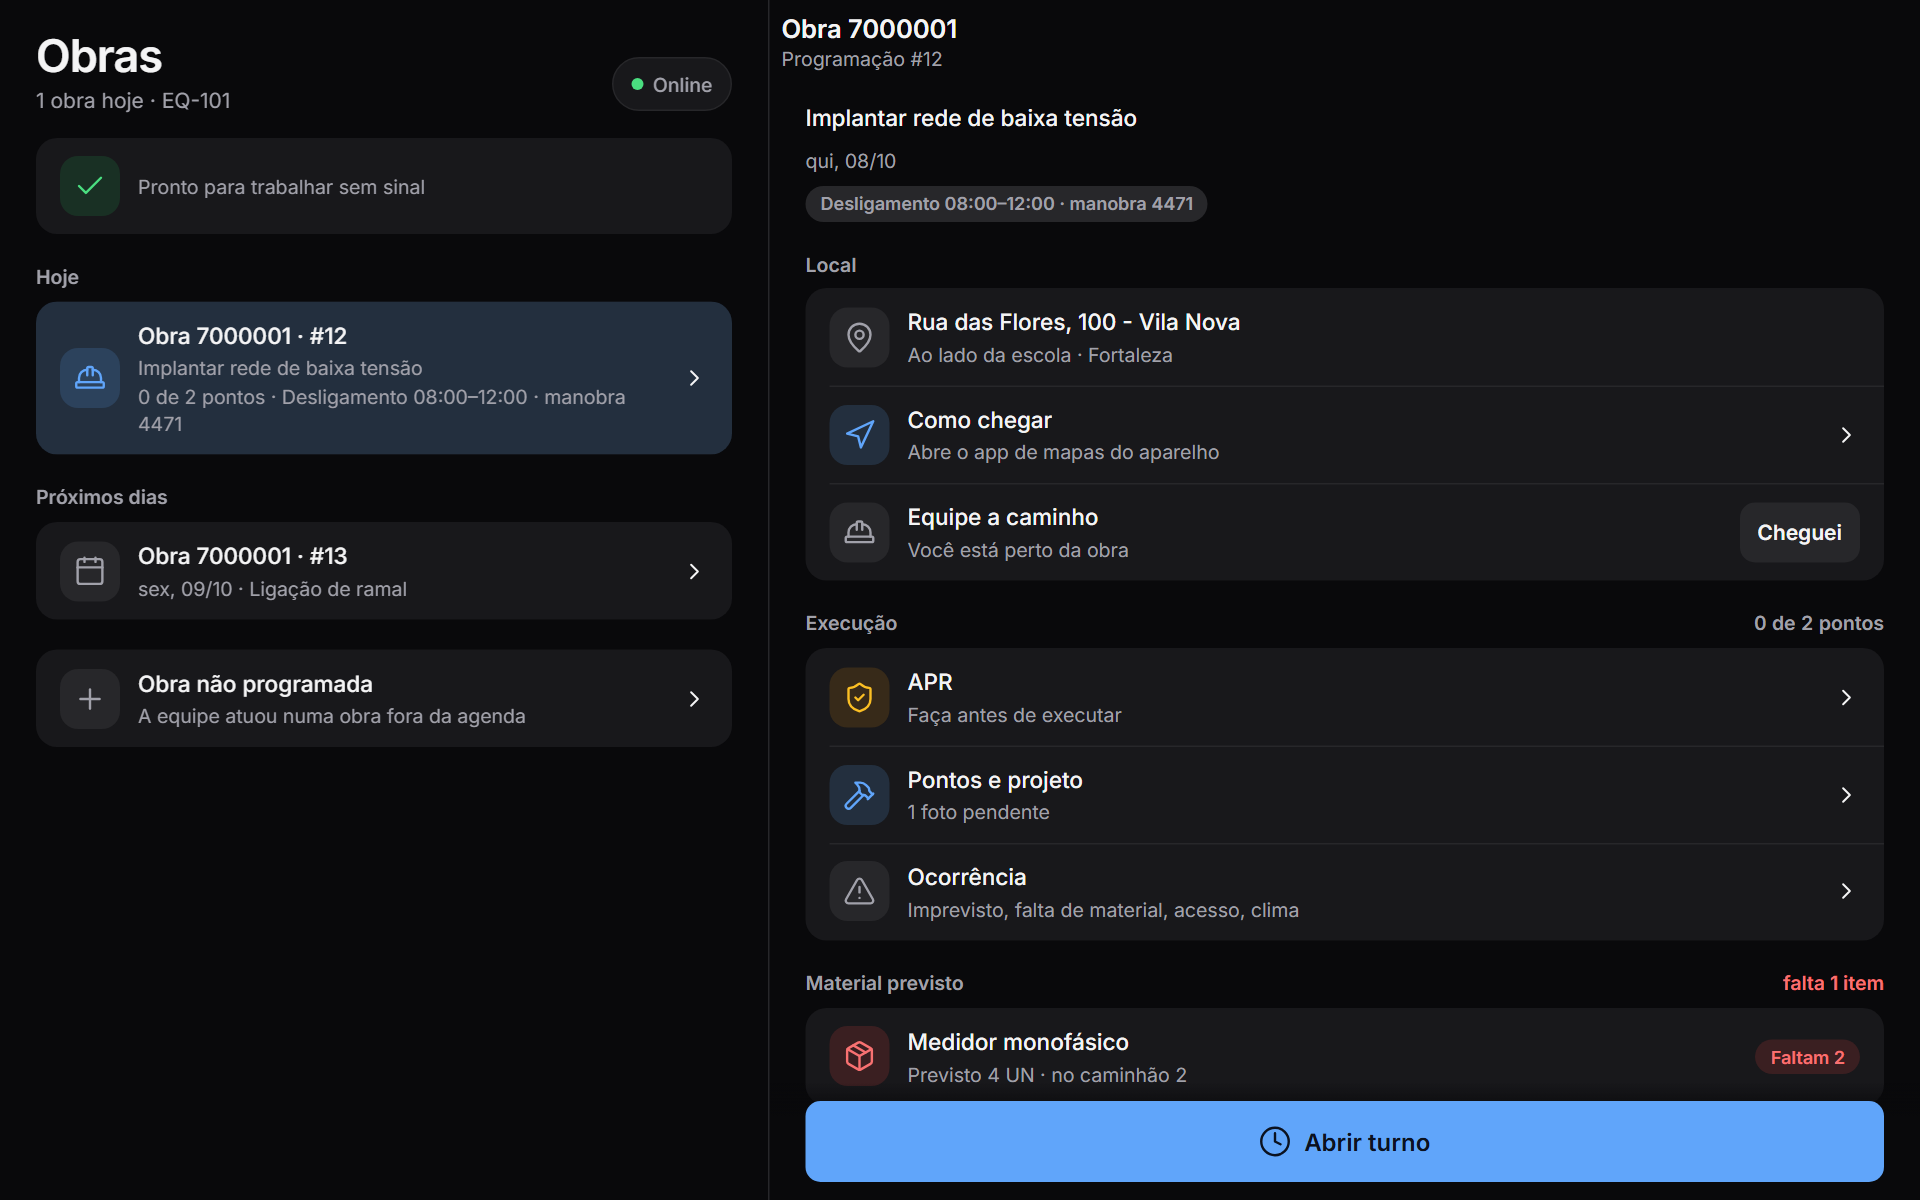 Obras
1 obra hoje · EQ-101
Online
Pronto para trabalhar sem sinal
Hoje
Obra 7000001 · #12
Implantar rede de baixa tensão
0 de 2 pontos · Desligamento 08:00–12:00 · manobra
4471
Próximos dias
Obra 7000001 · #13
sex, 09/10 · Ligação de ramal
Obra não programada
A equipe atuou numa obra fora da agenda
Obra 7000001
Programação #12
Implantar rede de baixa tensão
qui, 08/10
Desligamento 08:00–12:00 · manobra 4471
Local
Rua das Flores, 100 - Vila Nova
Ao lado da escola · Fortaleza
Como chegar
Abre o app de mapas do aparelho
Equipe a caminho
Você está perto da obra
Cheguei
Execução
0 de 2 pontos
APR
Faça antes de executar
Pontos e projeto
1 foto pendente
Ocorrência
Imprevisto, falta de material, acesso, clima
Material previsto
falta 1 item
Medidor monofásico
Previsto 4 UN · no caminhão 2
Faltam 2
Abrir turno